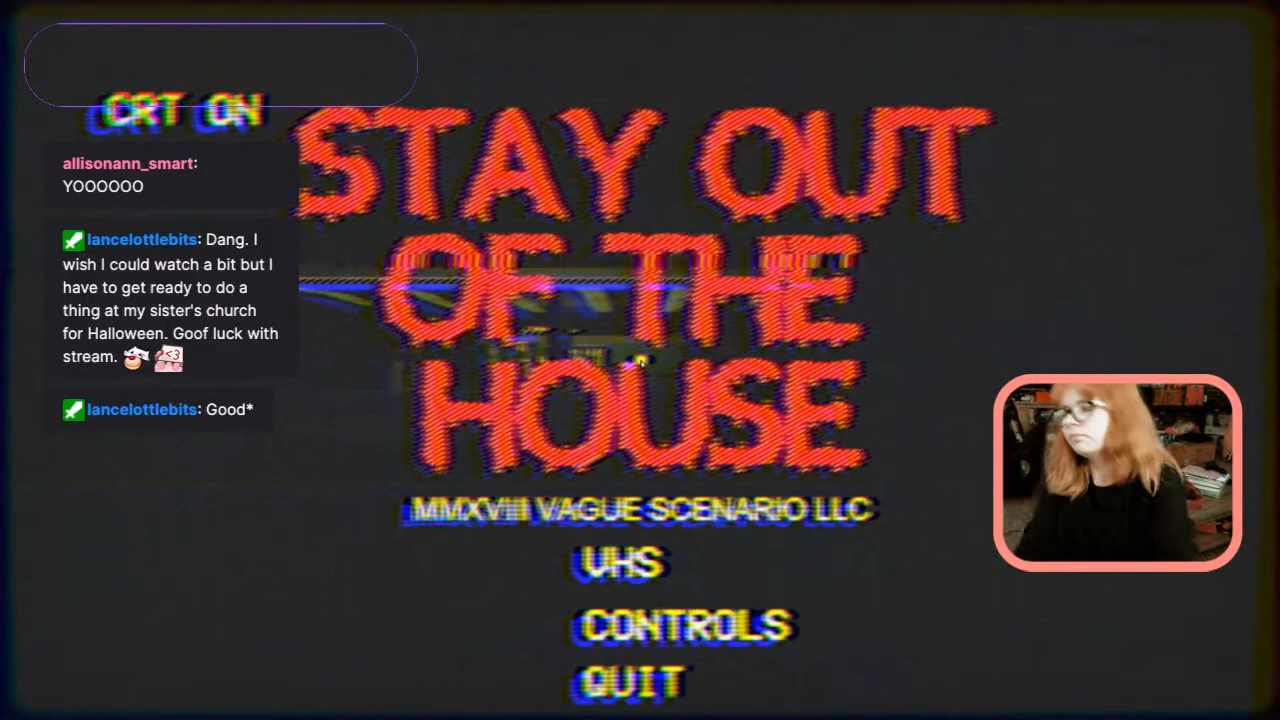 CRT ON
STAY OUT
OF THE
HOUSE
MMXVIII VAGUE SCENARIO LLC
VHS
CONTROLS
QUIT
allisonann_smart:
YOOOOOO
lancelottlebits: Dang. I
wish I could watch a bit but I
have to get ready to do a
thing at my sister's church
for Halloween. Goof luck with
stream.
lancelottlebits: Good*